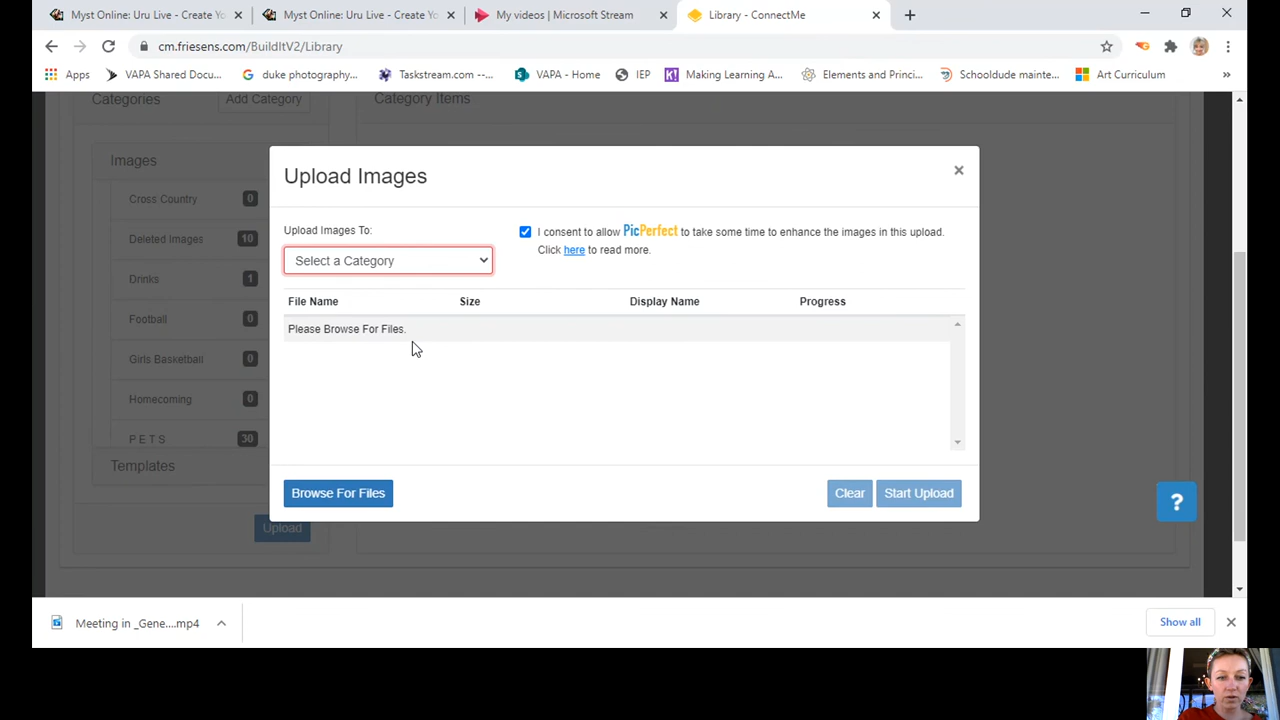 Myst Online: Uru Live - Create Yo
Myst Online: Uru Live - Create Yo
My videos | Microsoft Stream
Library - ConnectMe
cm.friesens.com/BuildItV2/Library
Apps
VAPA Shared Docu...
duke photography...
Taskstream.com --...
VAPA - Home
IEP
Making Learning A...
Elements and Princi...
Schooldude mainte...
Art Curriculum
»
Categories
Add Category
Category Items
Images
Cross Country 0
Deleted Images 10
Drinks 1
Football 0
Girls Basketball 0
Homecoming 0
P E T S 30
Templates
Upload
Upload Images
×
Upload Images To:
Select a Category
I consent to allow PicPerfect to take some time to enhance the images in this upload.
Click here to read more.
File Name Size Display Name Progress
Please Browse For Files.
Browse For Files
Clear
Start Upload
?
Meeting in _Gene....mp4
Show all